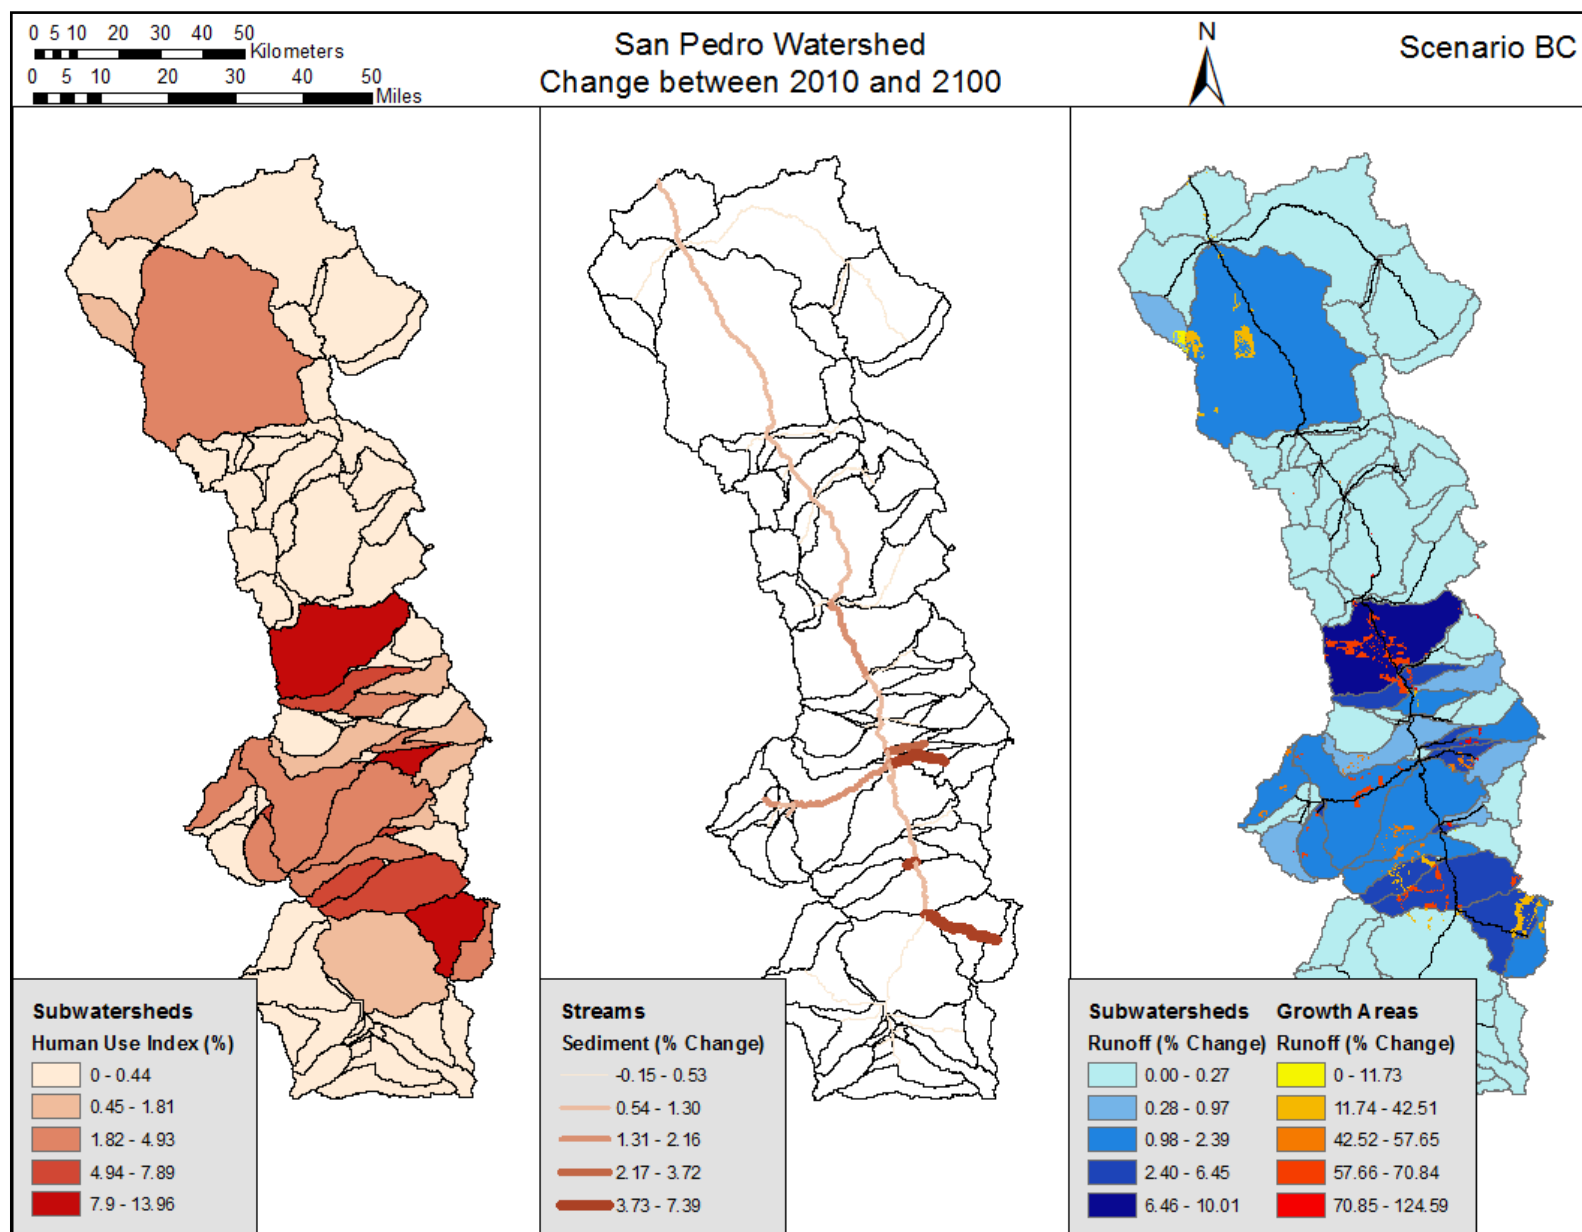 0 5 10 20 30 40 50
Kilometers
0 5 10 20 30 40 50
Miles
San Pedro Watershed
Change between 2010 and 2100
N
Scenario BC
Subwatersheds
Human Use Index (%)
0 - 0.44
0.45 - 1.81
1.82 - 4.93
4.94 - 7.89
7.9 - 13.96
Streams
Sediment (% Change)
-0.15 - 0.53
0.54 - 1.30
1.31 - 2.16
2.17 - 3.72
3.73 - 7.39
Subwatersheds
Runoff (% Change)
0.00 - 0.27
0.28 - 0.97
0.98 - 2.39
2.40 - 6.45
6.46 - 10.01
Growth Areas
Runoff (% Change)
0 - 11.73
11.74 - 42.51
42.52 - 57.65
57.66 - 70.84
70.85 - 124.59